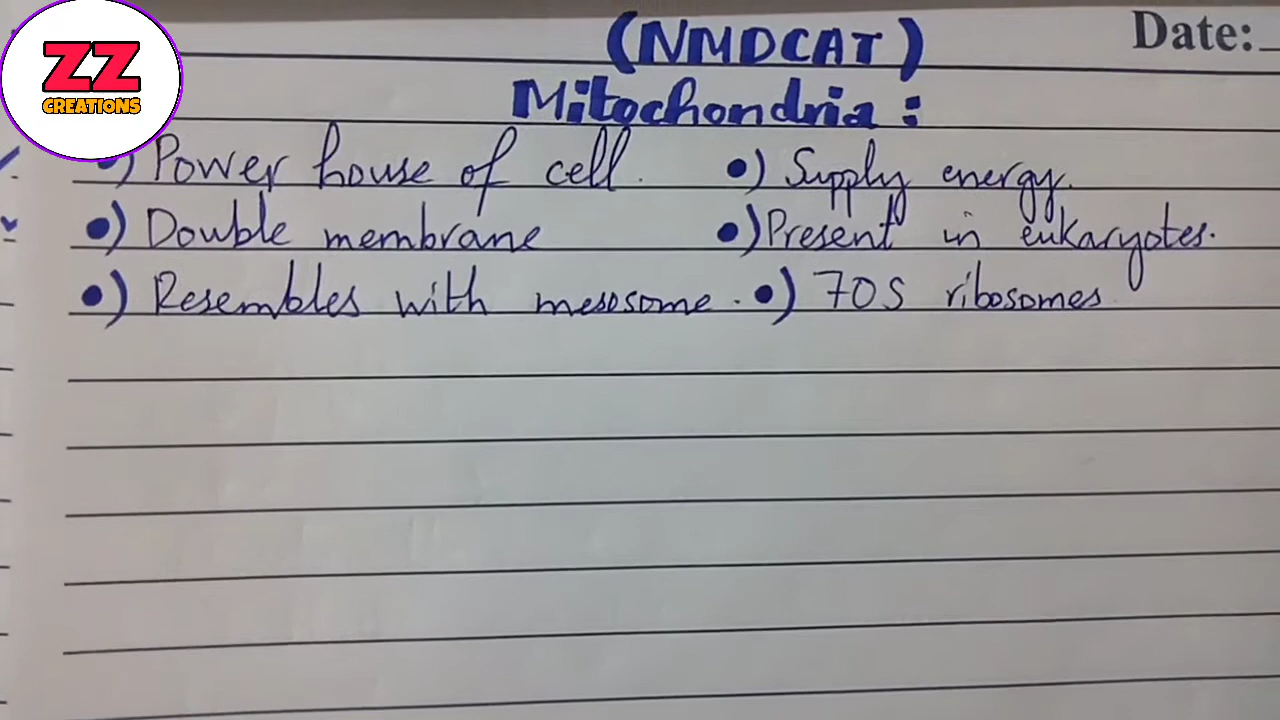 ZZ
CREATIONS
(NMDCAT)
Date:
Mitochondria:
•) Power house of cell. •) Supply energy.
•) Double membrane •) Present in eukaryotes.
•) Resembles with mesosome. •) 70S ribosomes